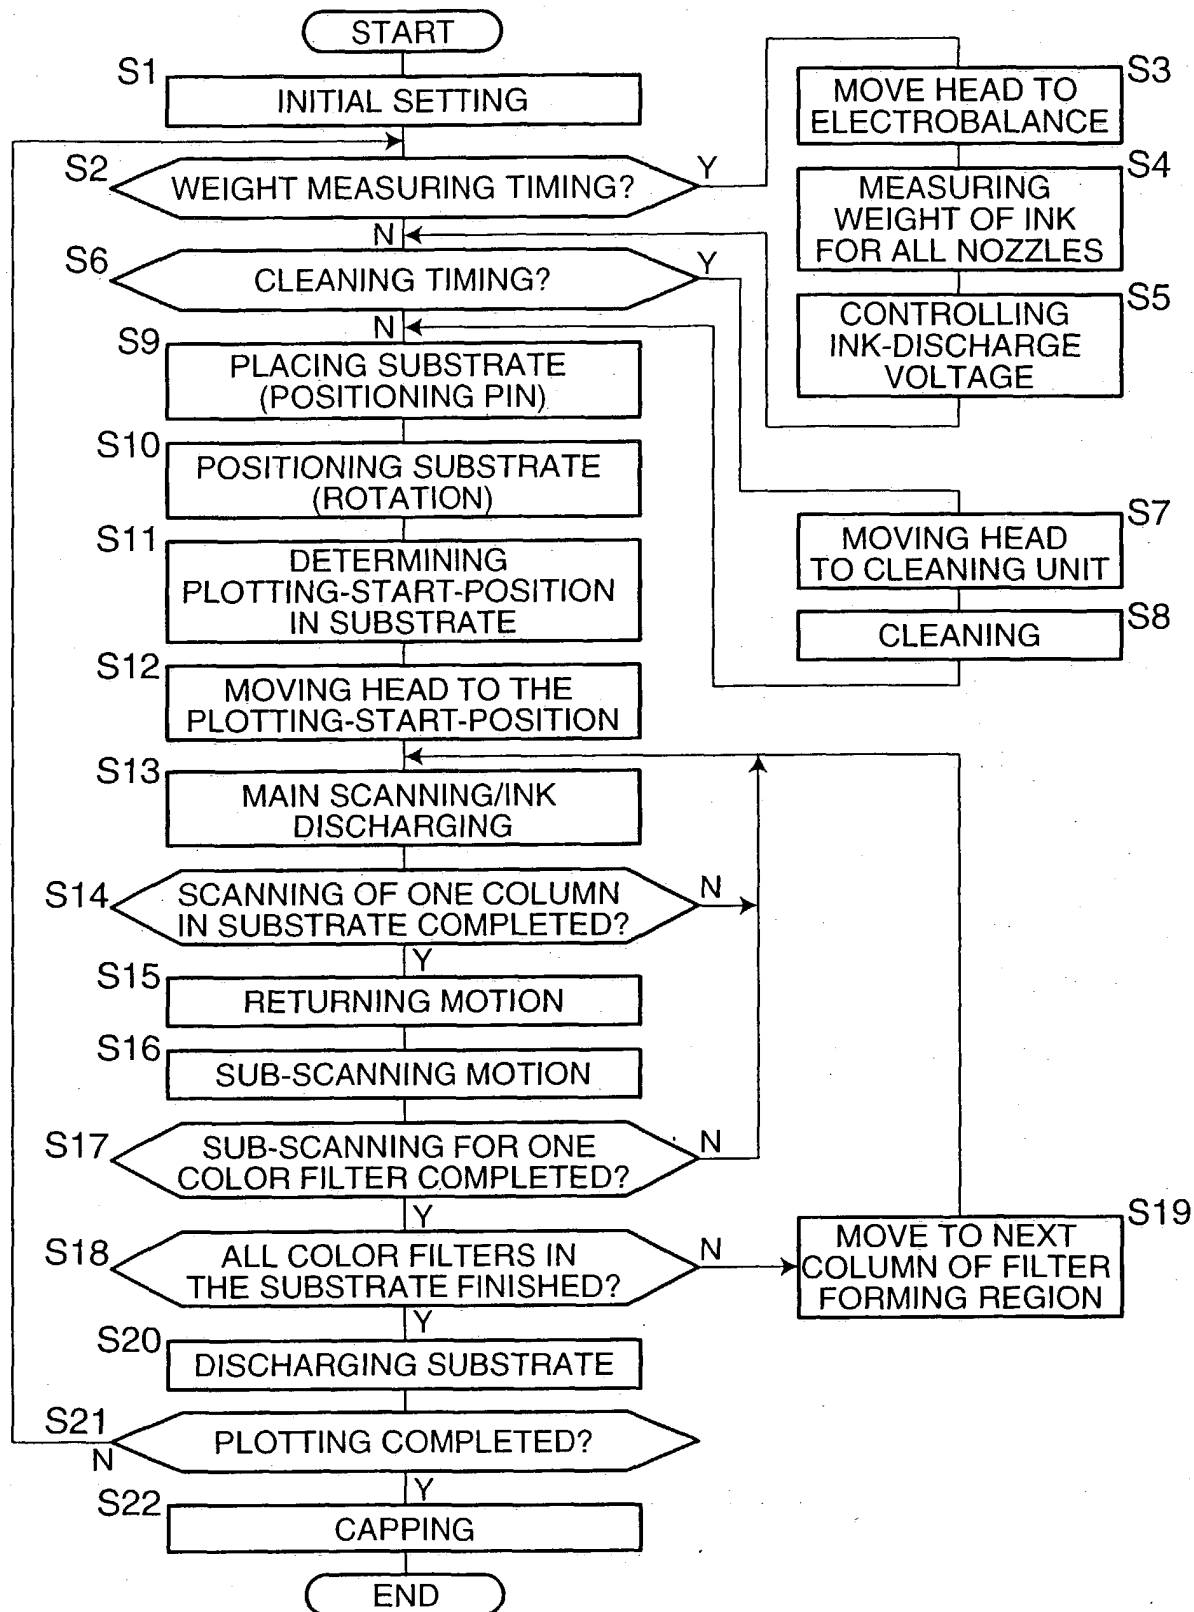 START
S1
INITIAL SETTING
S2
WEIGHT MEASURING TIMING?
Y
N
S3
MOVE HEAD TO
ELECTROBALANCE
S4
MEASURING
WEIGHT OF INK
FOR ALL NOZZLES
S5
CONTROLLING
INK-DISCHARGE
VOLTAGE
S6
CLEANING TIMING?
Y
N
S7
MOVING HEAD
TO CLEANING UNIT
S8
CLEANING
S9
PLACING SUBSTRATE
(POSITIONING PIN)
S10
POSITIONING SUBSTRATE
(ROTATION)
S11
DETERMINING
PLOTTING-START-POSITION
IN SUBSTRATE
S12
MOVING HEAD TO THE
PLOTTING-START-POSITION
S13
MAIN SCANNING/INK
DISCHARGING
S14
SCANNING OF ONE COLUMN
IN SUBSTRATE COMPLETED?
N
Y
S15
RETURNING MOTION
S16
SUB-SCANNING MOTION
S17
SUB-SCANNING FOR ONE
COLOR FILTER COMPLETED?
N
Y
S18
ALL COLOR FILTERS IN
THE SUBSTRATE FINISHED?
N
Y
S19
MOVE TO NEXT
COLUMN OF FILTER
FORMING REGION
S20
DISCHARGING SUBSTRATE
S21
PLOTTING COMPLETED?
N
Y
S22
CAPPING
END